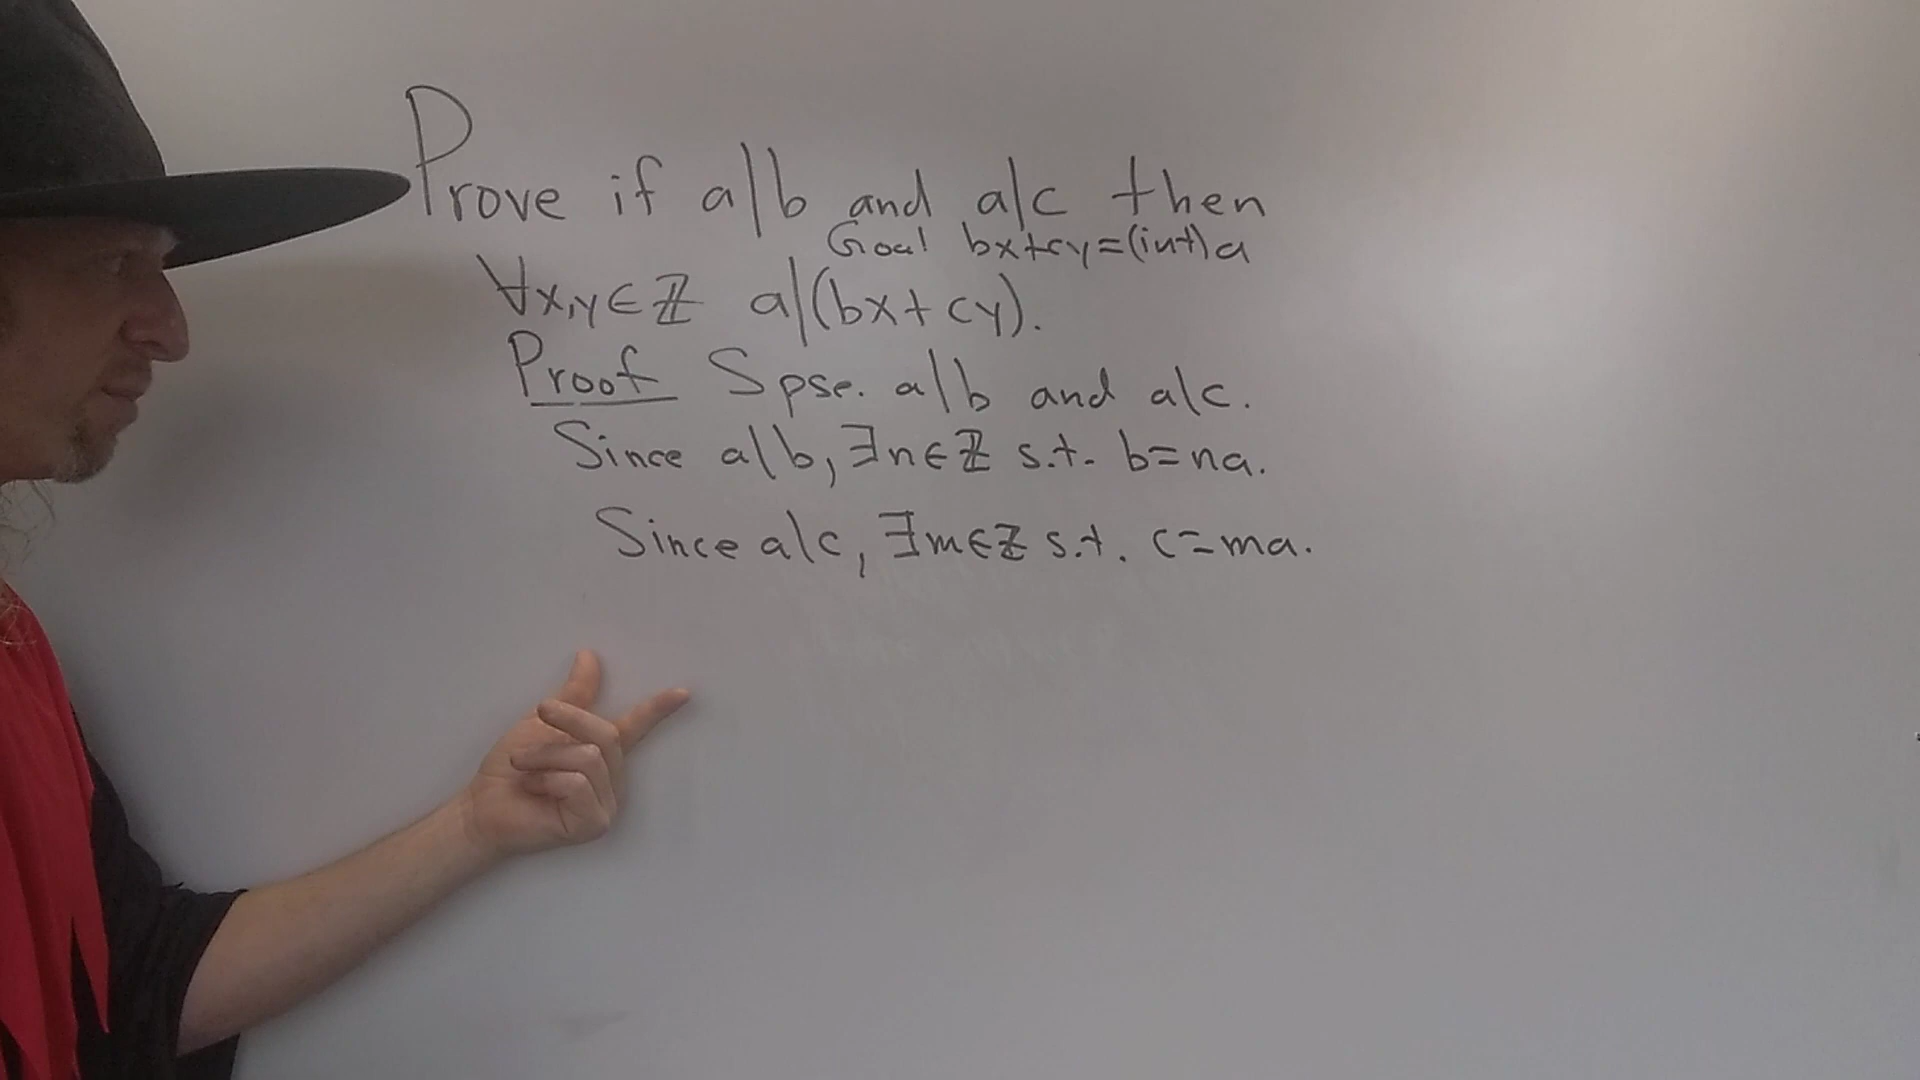 Prove if a|b and a|c then
Goal bx+cy=(int)a
∀x,y∈ℤ a|(bx+cy).
Proof Spse. a|b and a|c.
Since a|b, ∃n∈ℤ s.t. b=na.
Since a|c, ∃m∈ℤ s.t. c=ma.